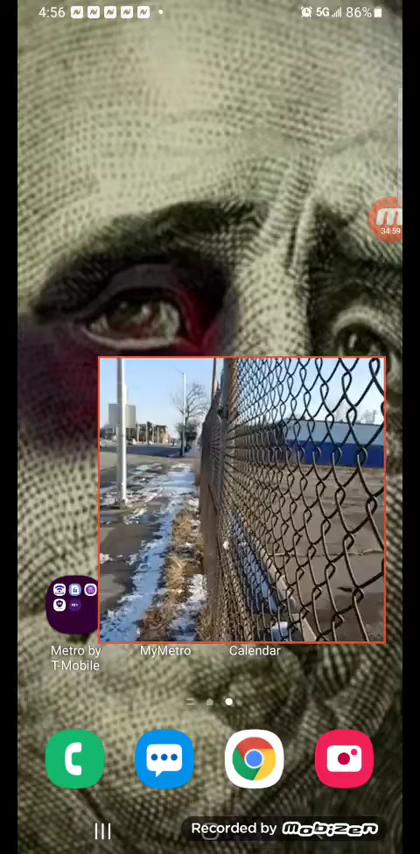 4:56
5G 86%
34:59
Metro by
T-Mobile
MyMetro
Calendar
Recorded by mobizen